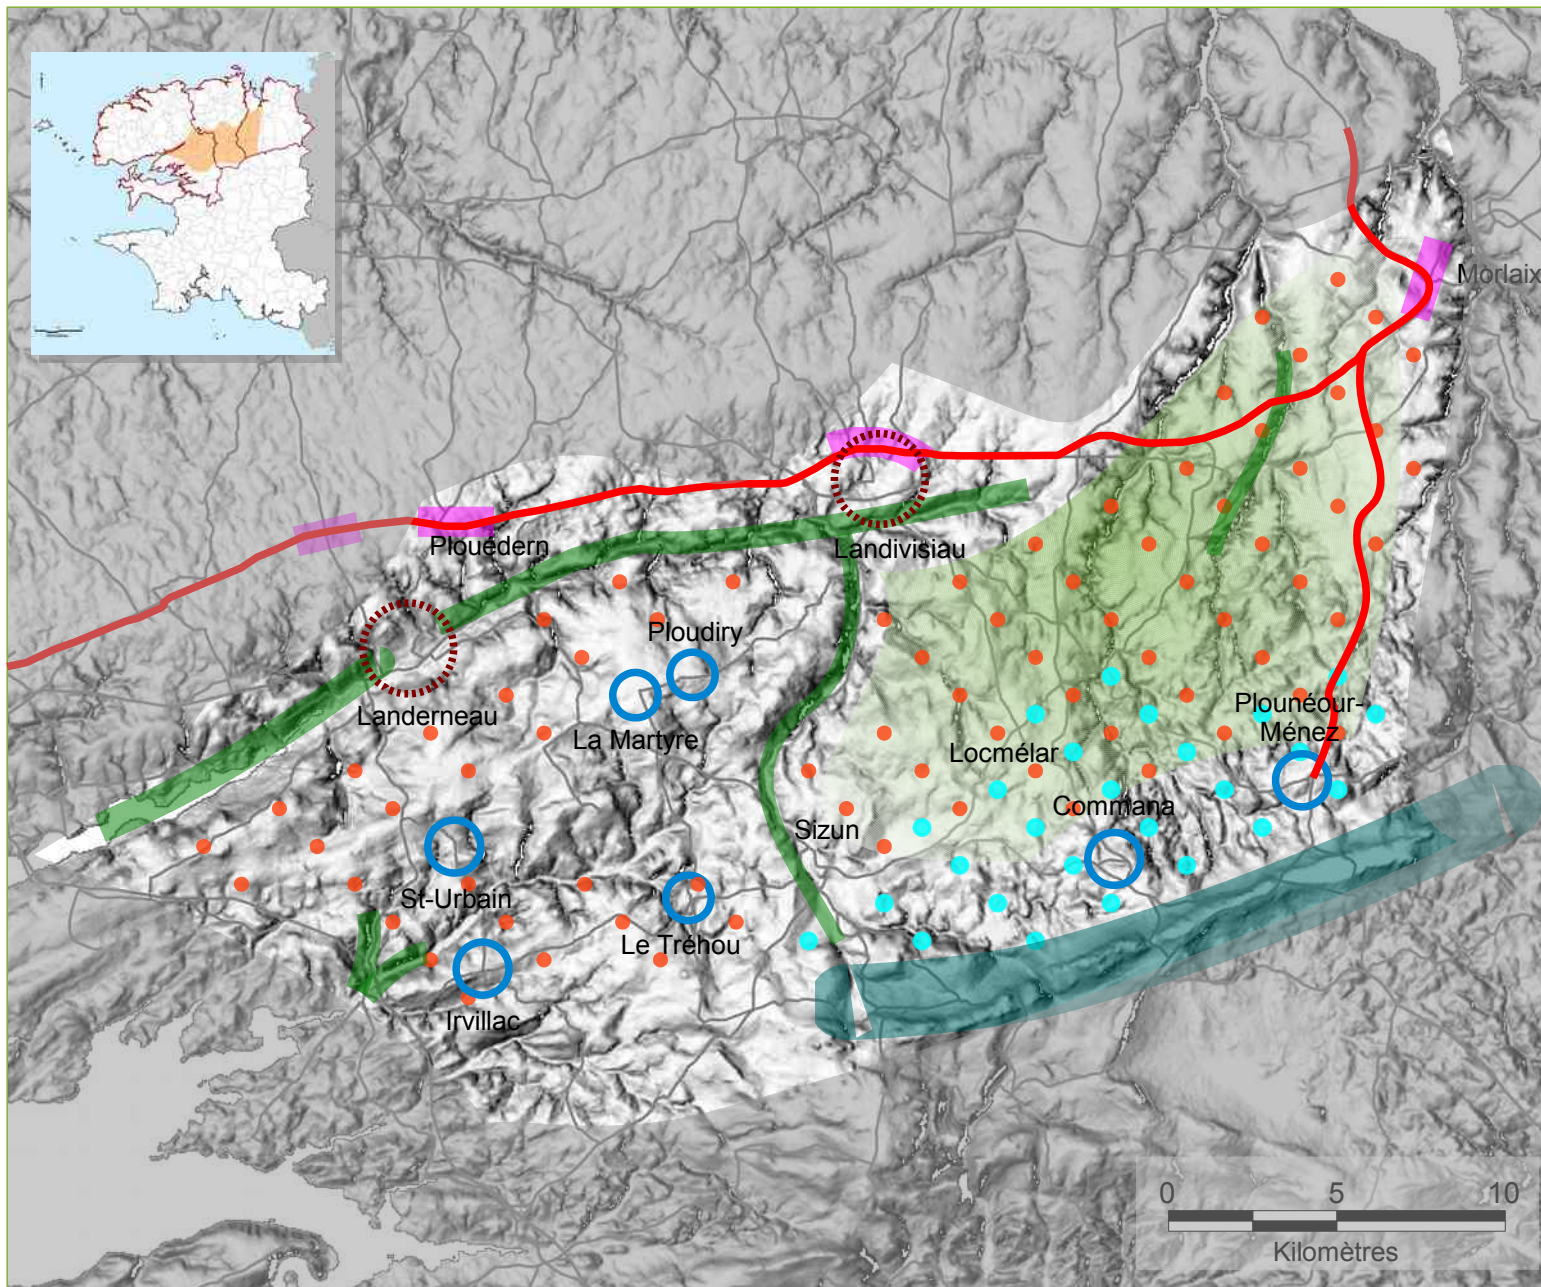 Morlaix
Plouédern
Landivisiau
Ploudiry
Landerneau
La Martyre
Plounéour-
Ménez
Locmélar
Commana
Sizun
St-Urbain
Le Tréhou
Irvillac
0 5 10
Kilomètres